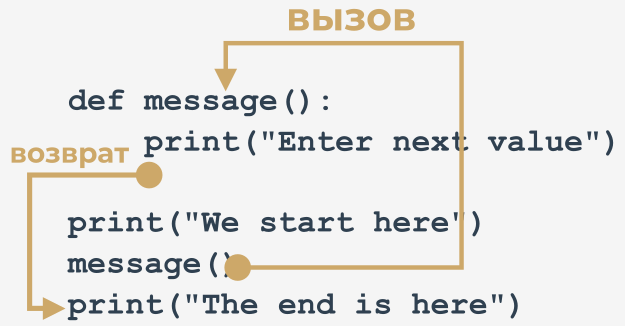 вызов
def message():
print("Enter next value")
возврат
print("We start here")
message()
print("The end is here")